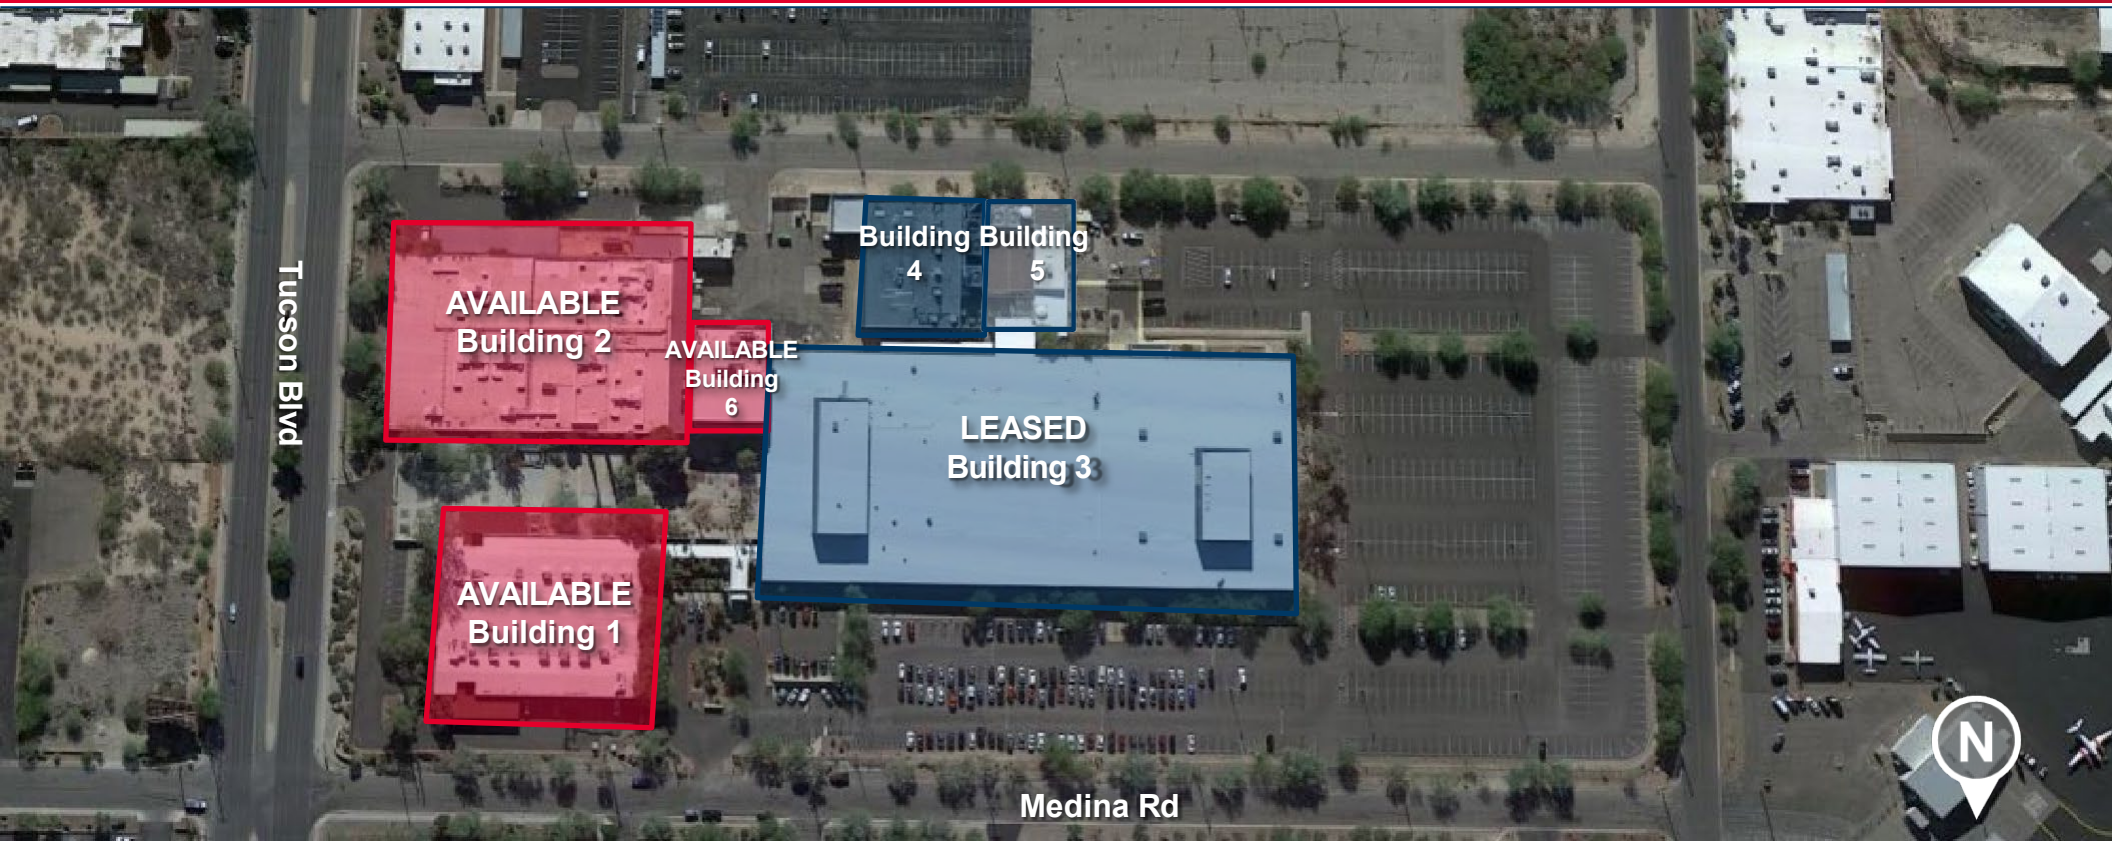 Building
4
Building
5
Tucson Blvd
AVAILABLE
Building 2
AVAILABLE
Building
6
LEASED
Building 3
AVAILABLE
Building 1
N
Medina Rd